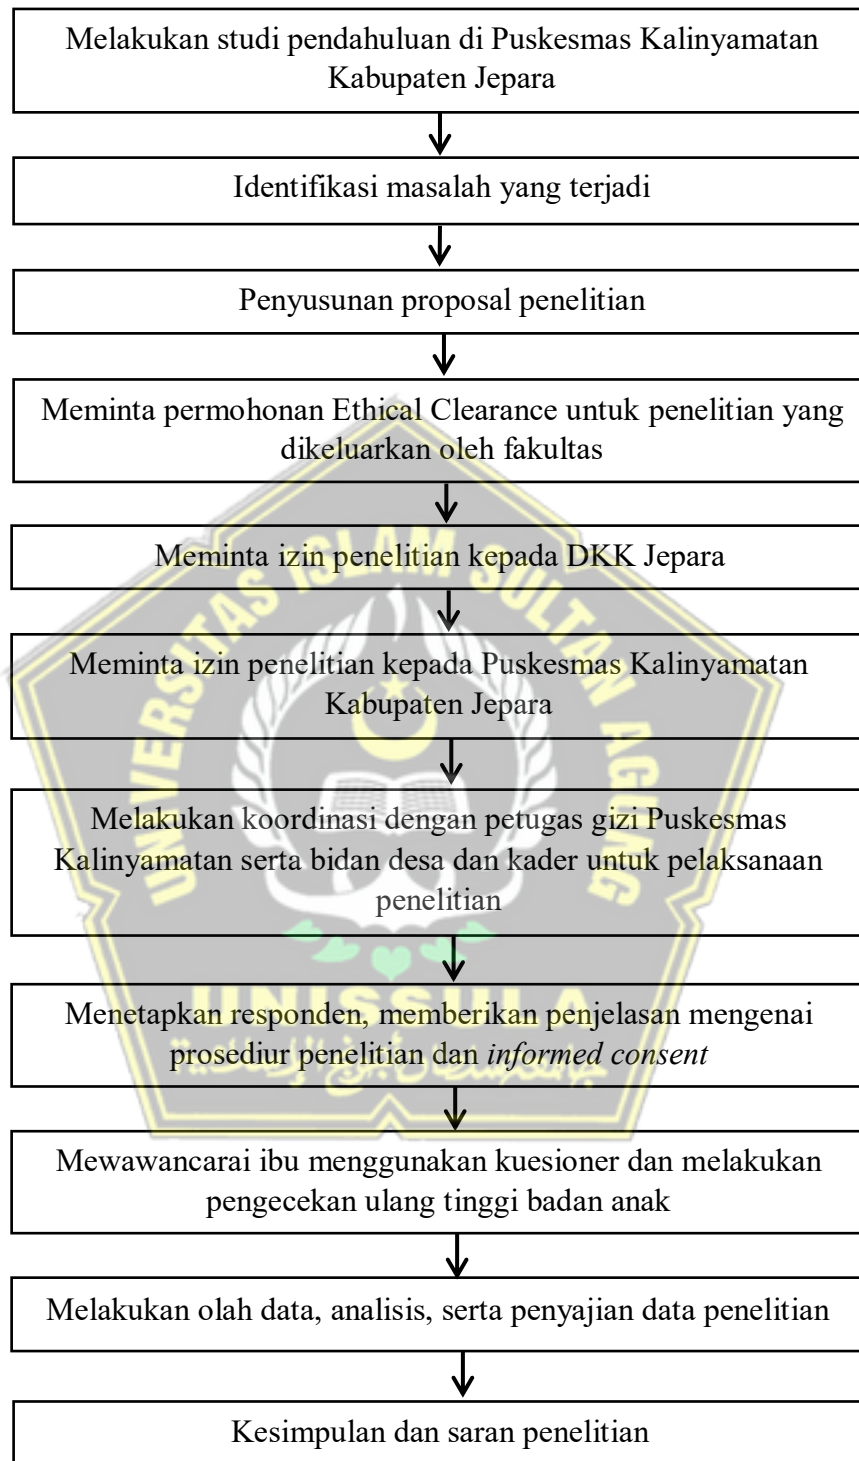 Melakukan studi pendahuluan di Puskesmas Kalinyamatan
Kabupaten Jepara
Identifikasi masalah yang terjadi
Penyusunan proposal penelitian
Meminta permohonan Ethical Clearance untuk penelitian yang
dikeluarkan oleh fakultas
Meminta izin penelitian kepada DKK Jepara
UNIVERSITAS ISLAM SULTAN AGUNG
Meminta izin penelitian kepada Puskesmas Kalinyamatan
Kabupaten Jepara
Melakukan koordinasi dengan petugas gizi Puskesmas
Kalinyamatan serta bidan desa dan kader untuk pelaksanaan
penelitian
UNISSULA
Menetapkan responden, memberikan penjelasan mengenai
prosediur penelitian dan informed consent
Mewawancarai ibu menggunakan kuesioner dan melakukan
pengecekan ulang tinggi badan anak
Melakukan olah data, analisis, serta penyajian data penelitian
Kesimpulan dan saran penelitian